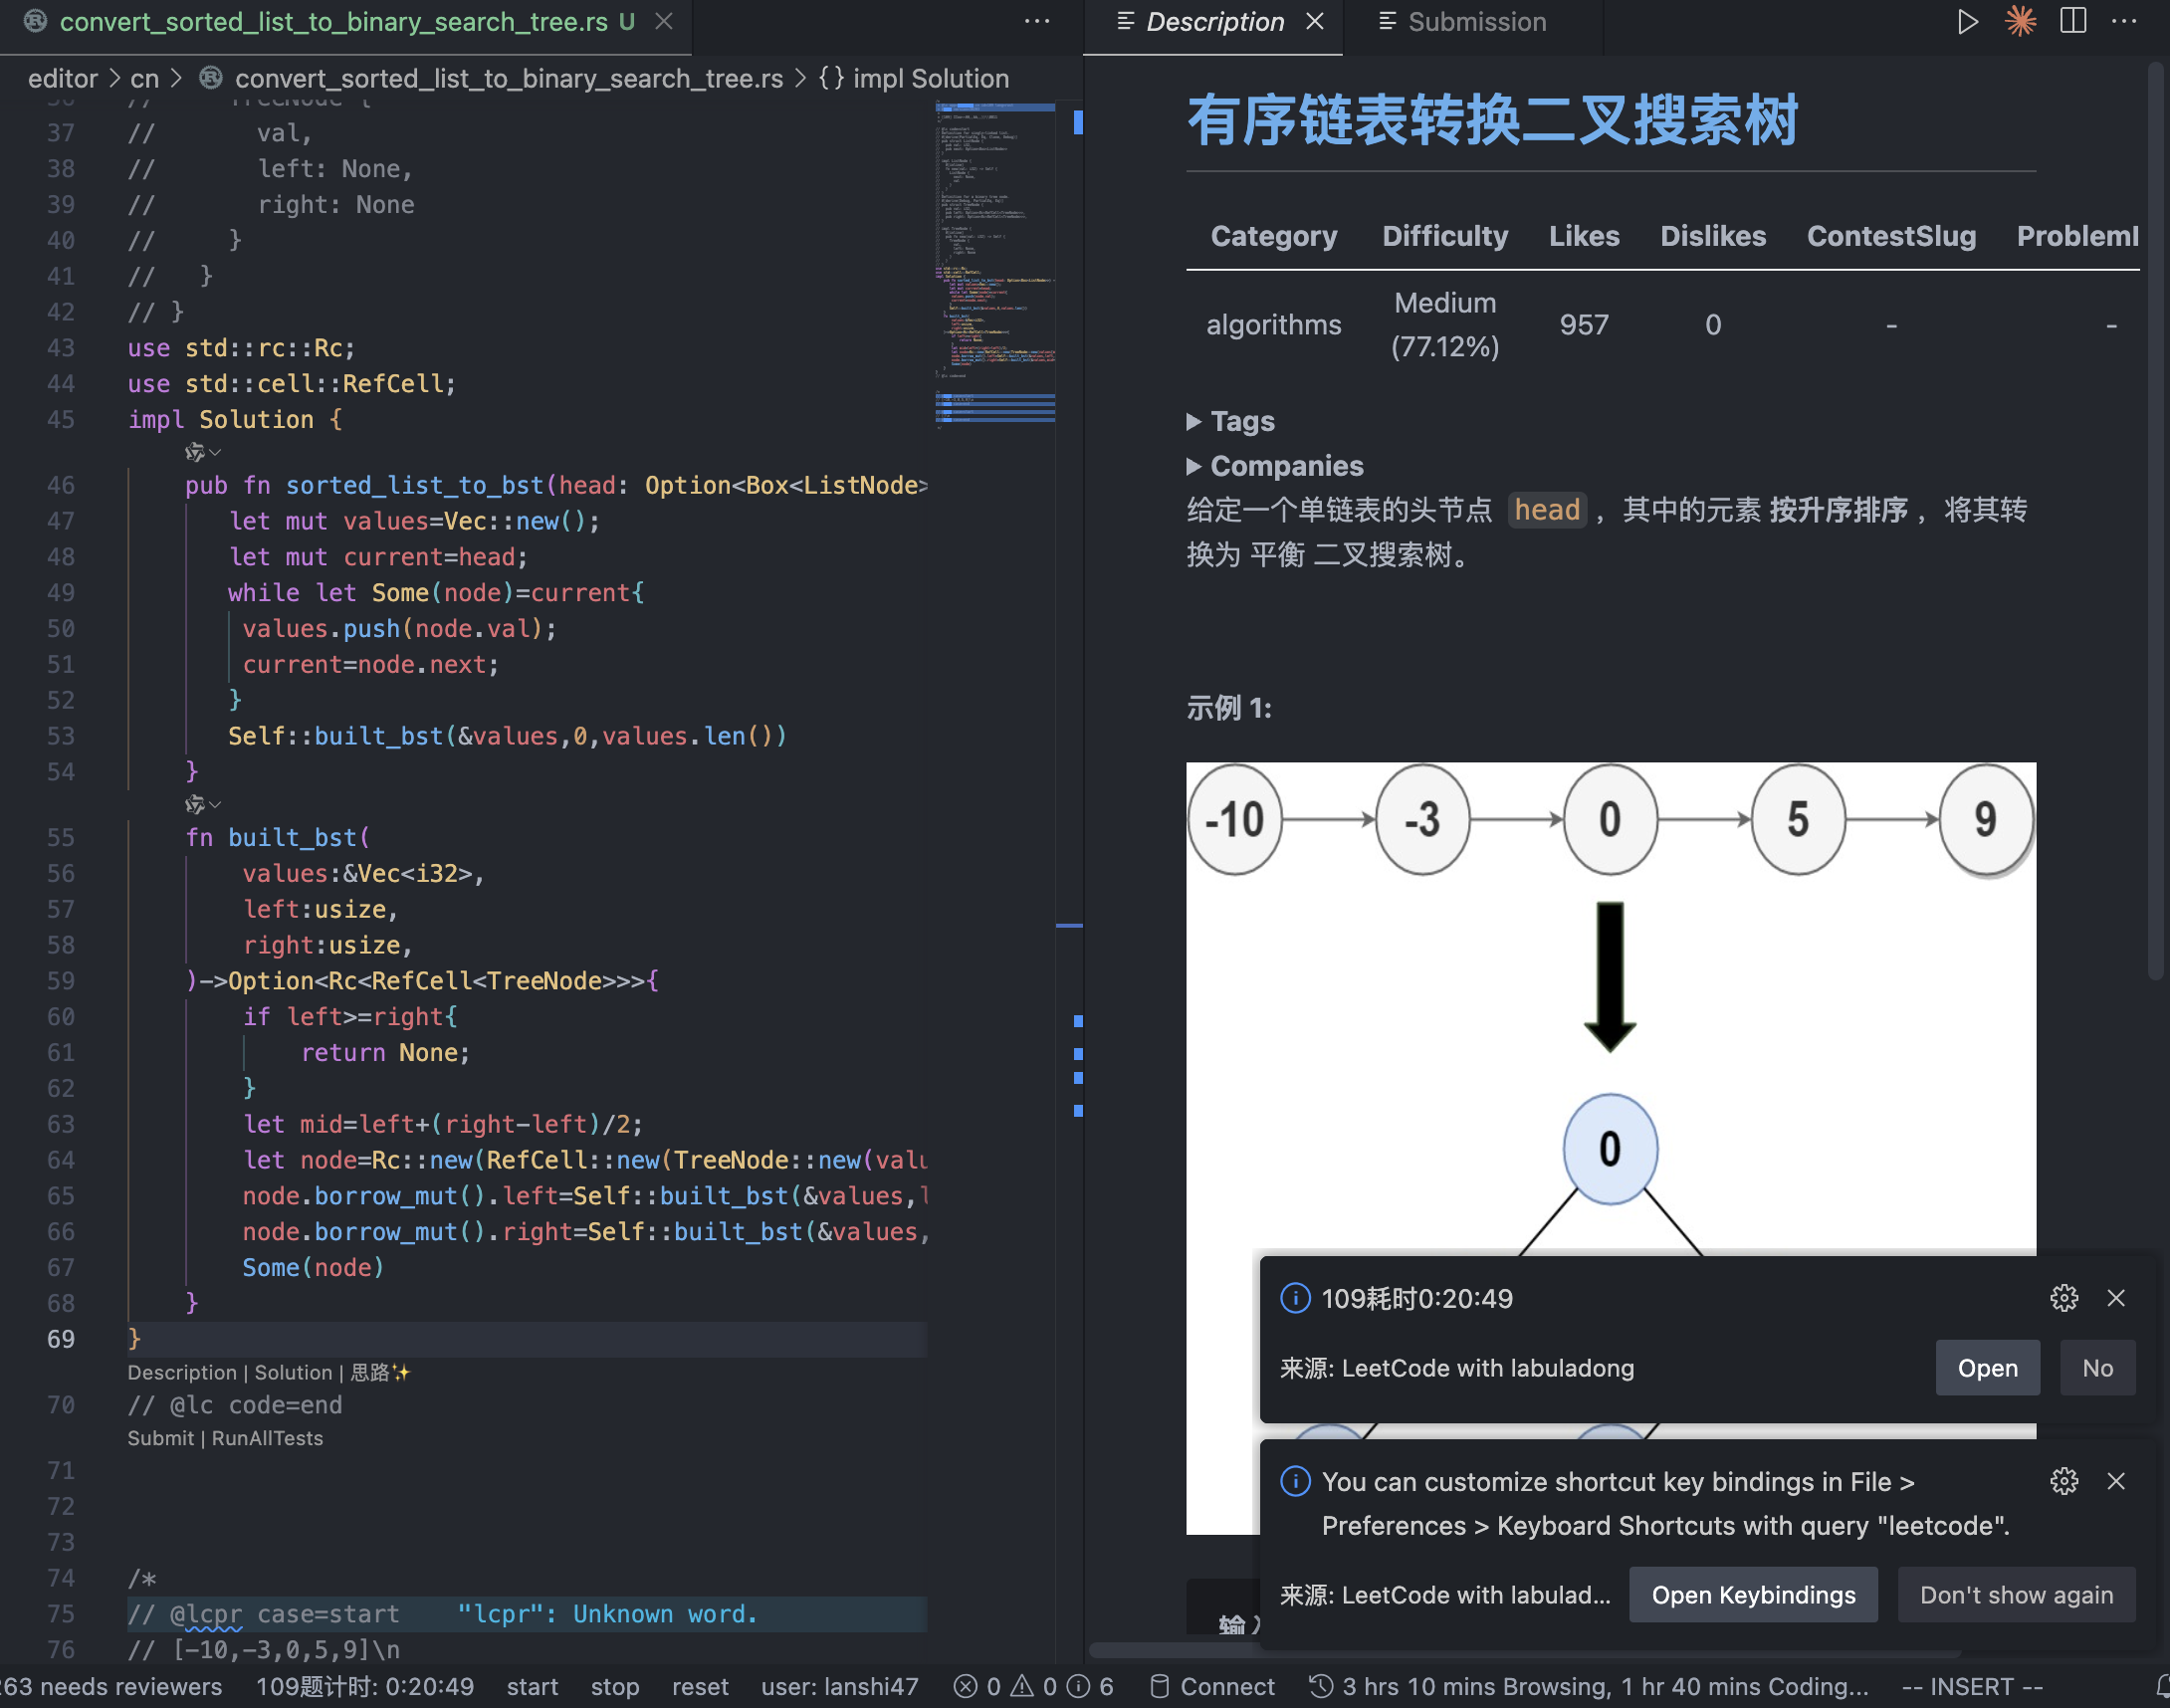 convert_sorted_list_to_binary_search_tree.rs U
Description
Submission
editor > cn > convert_sorted_list_to_binary_search_tree.rs > {} impl Solution
36 // TreeNode {
37 // val,
38 // left: None,
39 // right: None
40 // }
41 // }
42 // }
43 use std::rc::Rc;
44 use std::cell::RefCell;
45 impl Solution {
46 pub fn sorted_list_to_bst(head: Option<Box<ListNode>
47 let mut values=Vec::new();
48 let mut current=head;
49 while let Some(node)=current{
50 values.push(node.val);
51 current=node.next;
52 }
53 Self::built_bst(&values,0,values.len())
54 }
55 fn built_bst(
56 values:&Vec<i32>,
57 left:usize,
58 right:usize,
59 )->Option<Rc<RefCell<TreeNode>>>{
60 if left>=right{
61 return None;
62 }
63 let mid=left+(right-left)/2;
64 let node=Rc::new(RefCell::new(TreeNode::new(valu
65 node.borrow_mut().left=Self::built_bst(&values,l
66 node.borrow_mut().right=Self::built_bst(&values,
67 Some(node)
68 }
69 }
Description | Solution | 思路✨
70 // @lc code=end
Submit | RunAllTests
71
72
73
74 /*
75 // @lcpr case=start "lcpr": Unknown word.
76 // [-10,-3,0,5,9]\n
有序链表转换二叉搜索树
Category Difficulty Likes Dislikes ContestSlug ProblemI
algorithms Medium (77.12%) 957 0 - -
▶ Tags
▶ Companies
给定一个单链表的头节点 head ，其中的元素 按升序排序 ，将其转
换为 平衡 二叉搜索树。
示例 1:
-10 -3 0 5 9
0
109耗时0:20:49
来源: LeetCode with labuladong
Open No
You can customize shortcut key bindings in File >
Preferences > Keyboard Shortcuts with query "leetcode".
来源: LeetCode with labulad...
Open Keybindings Don't show again
输入
263 needs reviewers 109题计时: 0:20:49 start stop reset user: lanshi47 0 0 6 Connect 3 hrs 10 mins Browsing, 1 hr 40 mins Coding... -- INSERT --